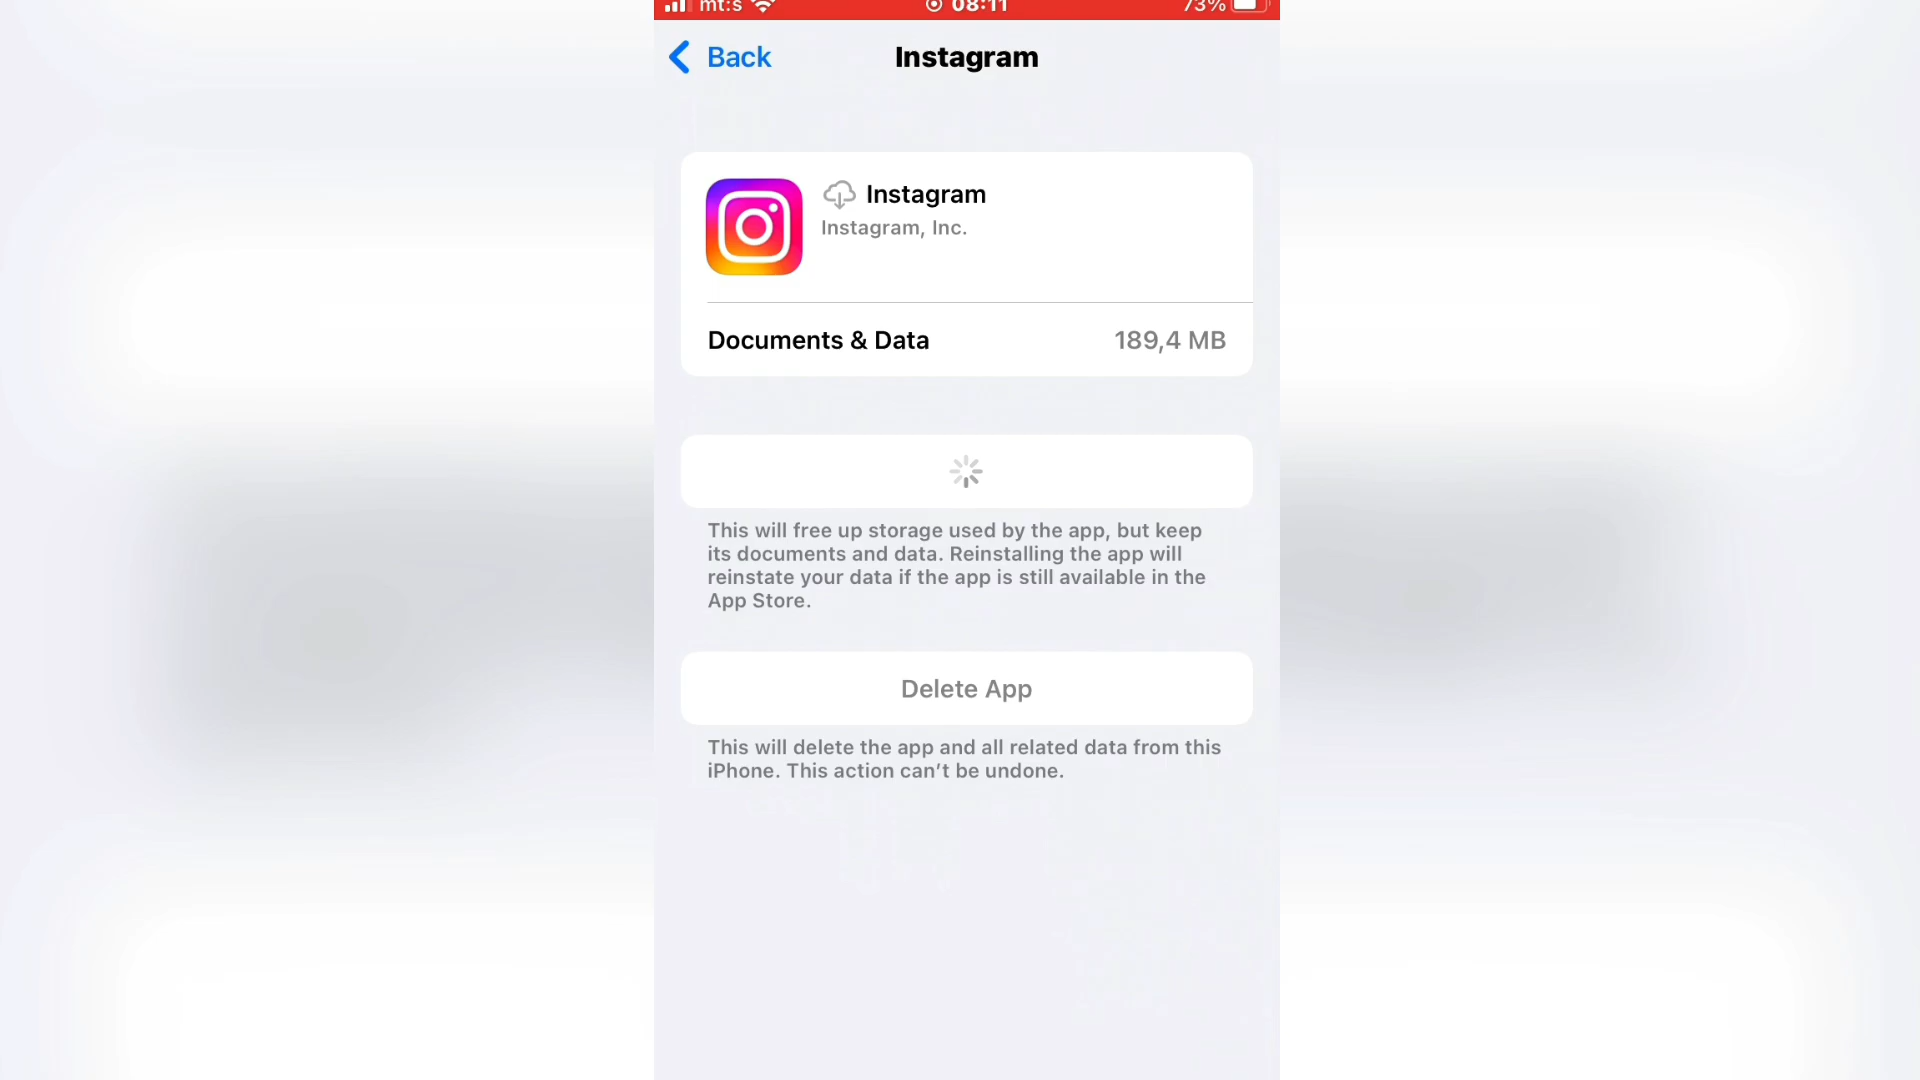 mt:s 08:11 73%
Back Instagram
Instagram
Instagram, Inc.
Documents & Data 189,4 MB
This will free up storage used by the app, but keep
its documents and data. Reinstalling the app will
reinstate your data if the app is still available in the
App Store.
Delete App
This will delete the app and all related data from this
iPhone. This action can’t be undone.